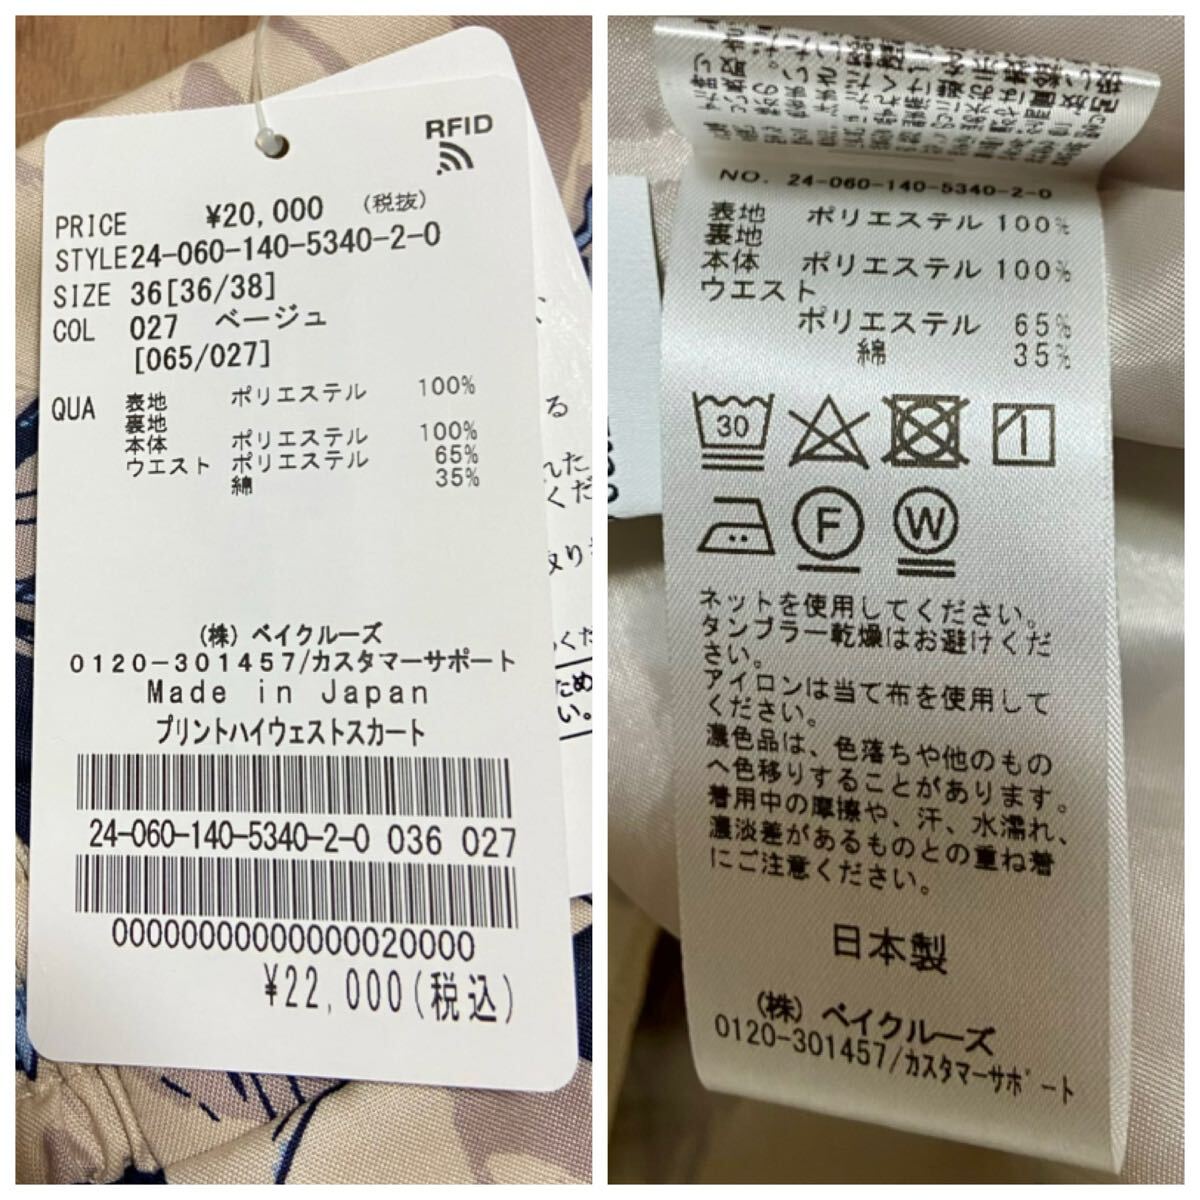 RFID
PRICE ¥20,000 (税抜)
STYLE 24-060-140-5340-2-0
SIZE 36[36/38]
COL 027 ベージュ
[065/027]
QUA 表地 ポリエステル 100%
裏地
本体 ポリエステル 100%
ウエスト ポリエステル 65%
綿 35%
(株) ベイクルーズ
0120-301457/カスタマーサポート
Made in Japan
プリントハイウェストスカート
24-060-140-5340-2-0 036 027
00000000000000020000
¥22,000(税込)
る
れた
くだ
取り
くだ
ため
い。
NO. 24-060-140-5340-2-0
表地 ポリエステル 100%
裏地
本体 ポリエステル 100%
ウエスト
ポリエステル 65%
綿 35%
30
F W
ネットを使用してください。
タンブラー乾燥はお避けくだ
さい。
アイロンは当て布を使用して
ください。
濃色品は、色落ちや他のもの
へ色移りすることがあります。
着用中の摩擦や、汗、水濡れ、
濃淡差があるものとの重ね着
にご注意ください。
日本製
(株) ベイクルーズ
0120-301457/カスタマーサポート